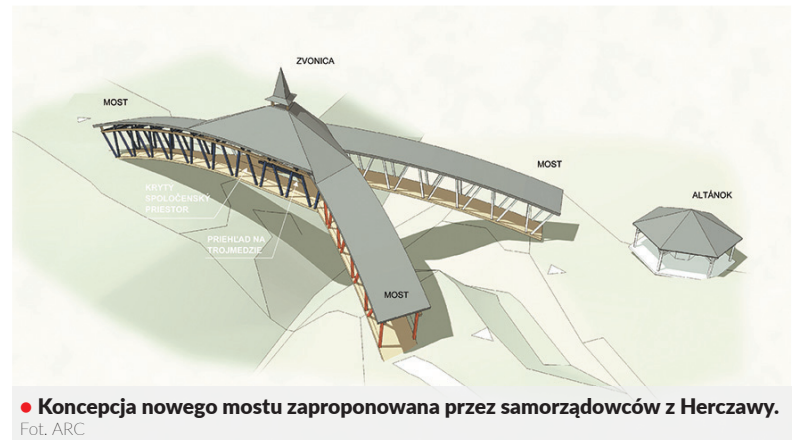 ZVONICA
MOST
MOST
KRYTY
SPOLOČENSKÝ
PRIESTOR
ALTÁNOK
PRIEHĽAD NA
TROJMEDZIE
MOST
• Koncepcja nowego mostu zaproponowana przez samorządowców z Herczawy.
Fot. ARC